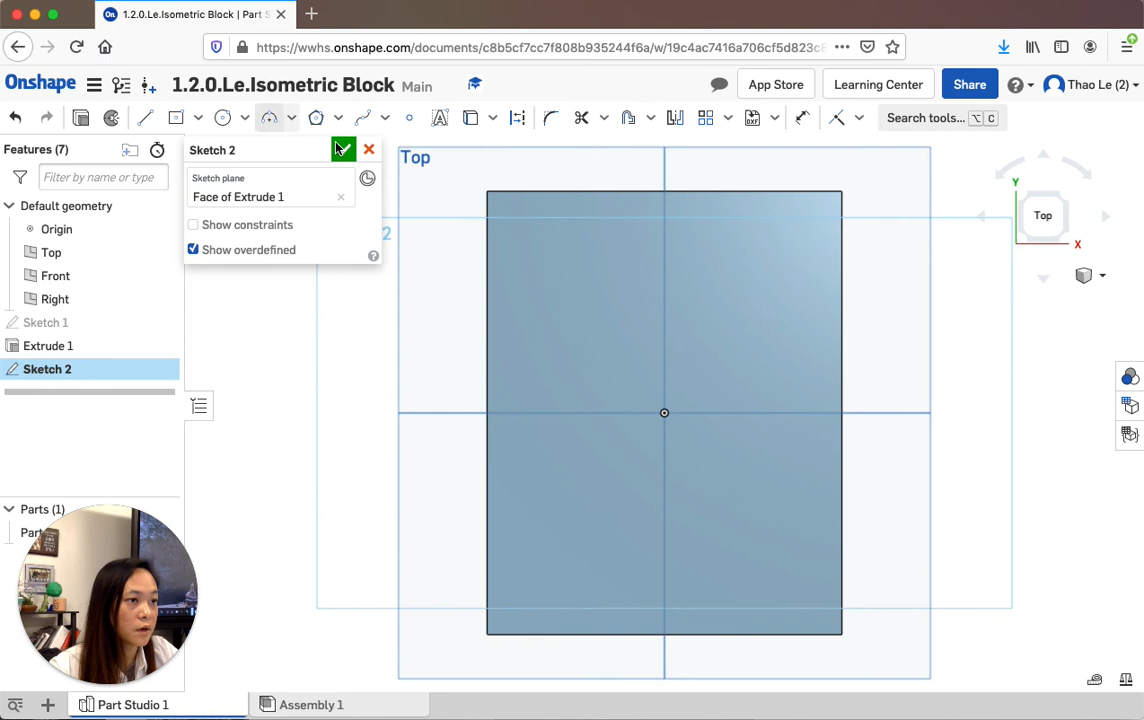 1.2.0.Le.Isometric Block | Part S
https://wwhs.onshape.com/documents/c8b5cf7cc7f808b935244f6a/w/19c4ac7416a706cf5d823c8
Onshape
1.2.0.Le.Isometric Block Main
App Store
Learning Center
Share
Thao Le (2)
Search tools... ⌥ C
Features (7)
Filter by name or type
Default geometry
Origin
Top
Front
Right
Sketch 1
Extrude 1
Sketch 2
Parts (1)
Part
Sketch 2
Sketch plane
Face of Extrude 1
Show constraints
Show overdefined
2
Top
Y
Top
X
Part Studio 1
Assembly 1